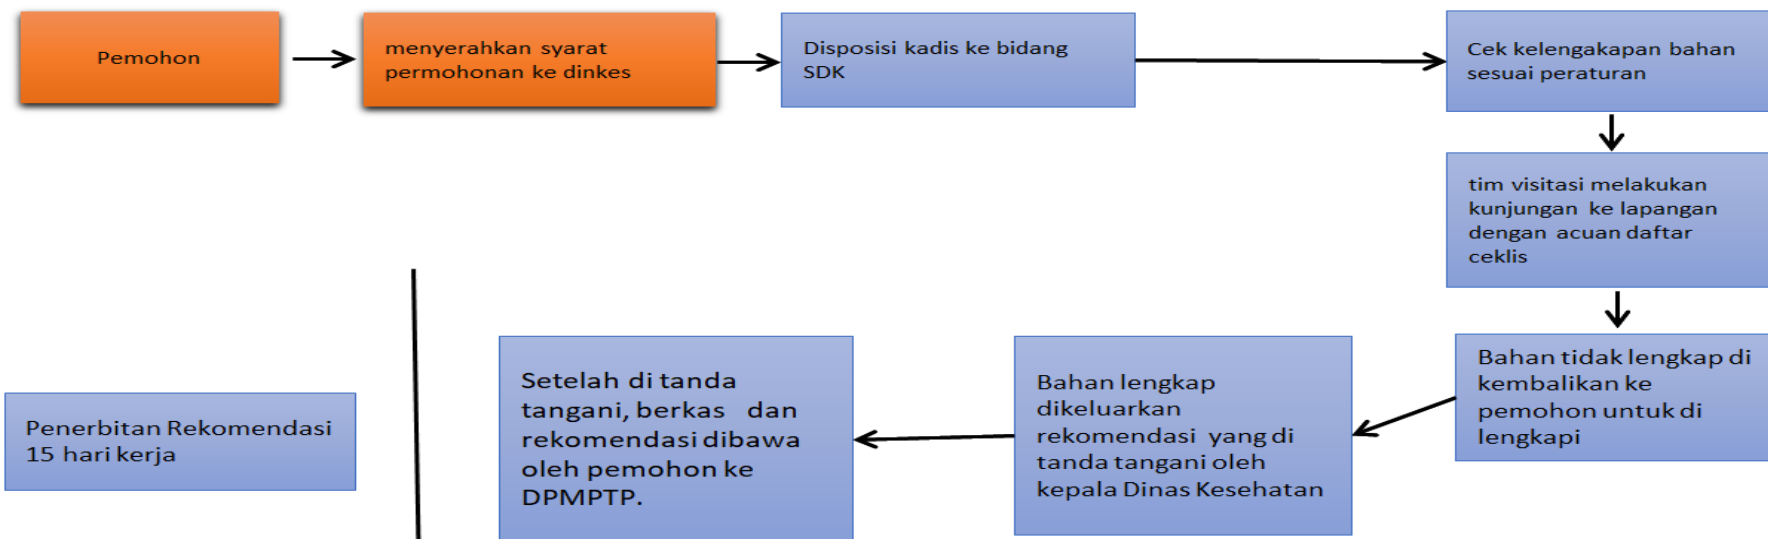 Pemohon
menyerahkan syarat
permohonan ke dinkes
Disposisi kadis ke bidang
SDK
Cek kelengakapan bahan
sesuai peraturan
tim visitasi melakukan
kunjungan ke lapangan
dengan acuan daftar
ceklis
Bahan tidak lengkap di
kembalikan ke
pemohon untuk di
lengkapi
Bahan lengkap
dikeluarkan
rekomendasi yang di
tanda tangani oleh
kepala Dinas Kesehatan
Setelah di tanda
tangani, berkas dan
rekomendasi dibawa
oleh pemohon ke
DPMPTP.
Penerbitan Rekomendasi
15 hari kerja